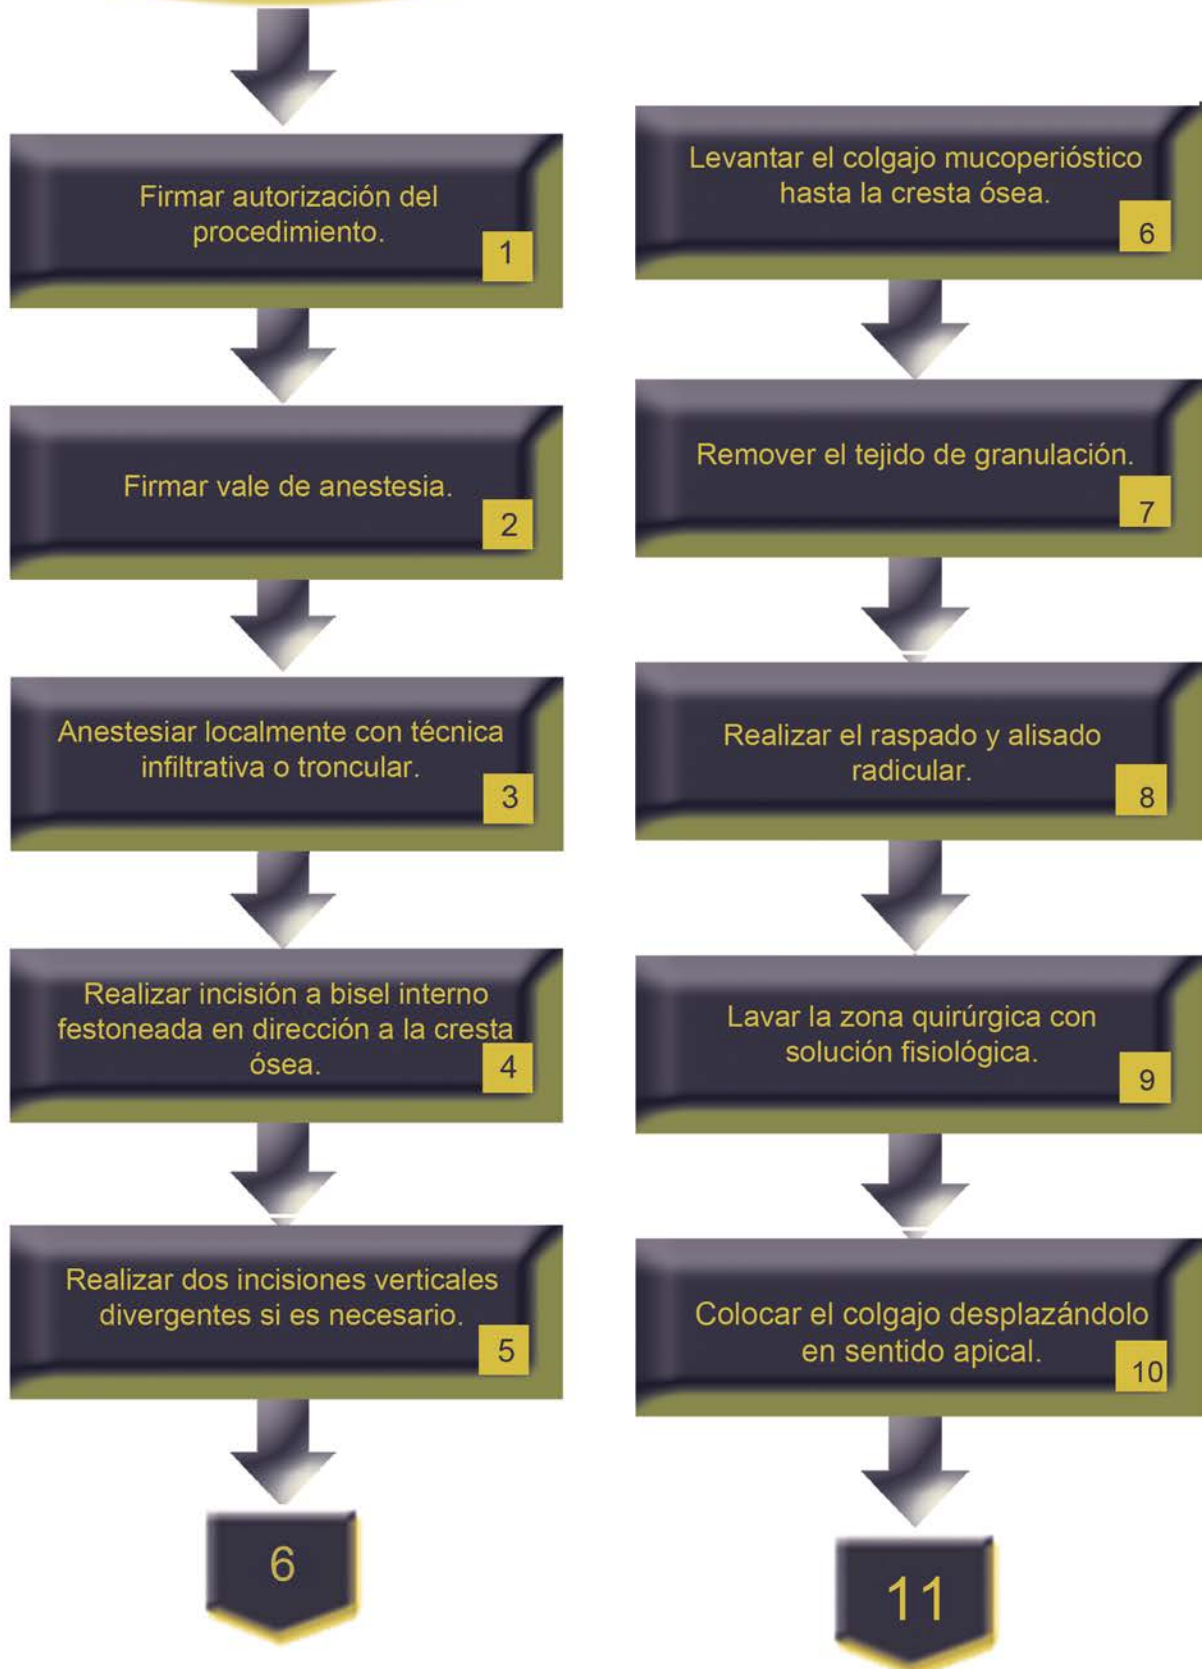 Firmar autorización del
procedimiento.
1
Firmar vale de anestesia.
2
Anestesiar localmente con técnica
infiltrativa o troncular.
3
Realizar incisión a bisel interno
festoneada en dirección a la cresta
ósea.
4
Realizar dos incisiones verticales
divergentes si es necesario.
5
6
Levantar el colgajo mucoperióstico
hasta la cresta ósea.
6
Remover el tejido de granulación.
7
Realizar el raspado y alisado
radicular.
8
Lavar la zona quirúrgica con
solución fisiológica.
9
Colocar el colgajo desplazándolo
en sentido apical.
10
11